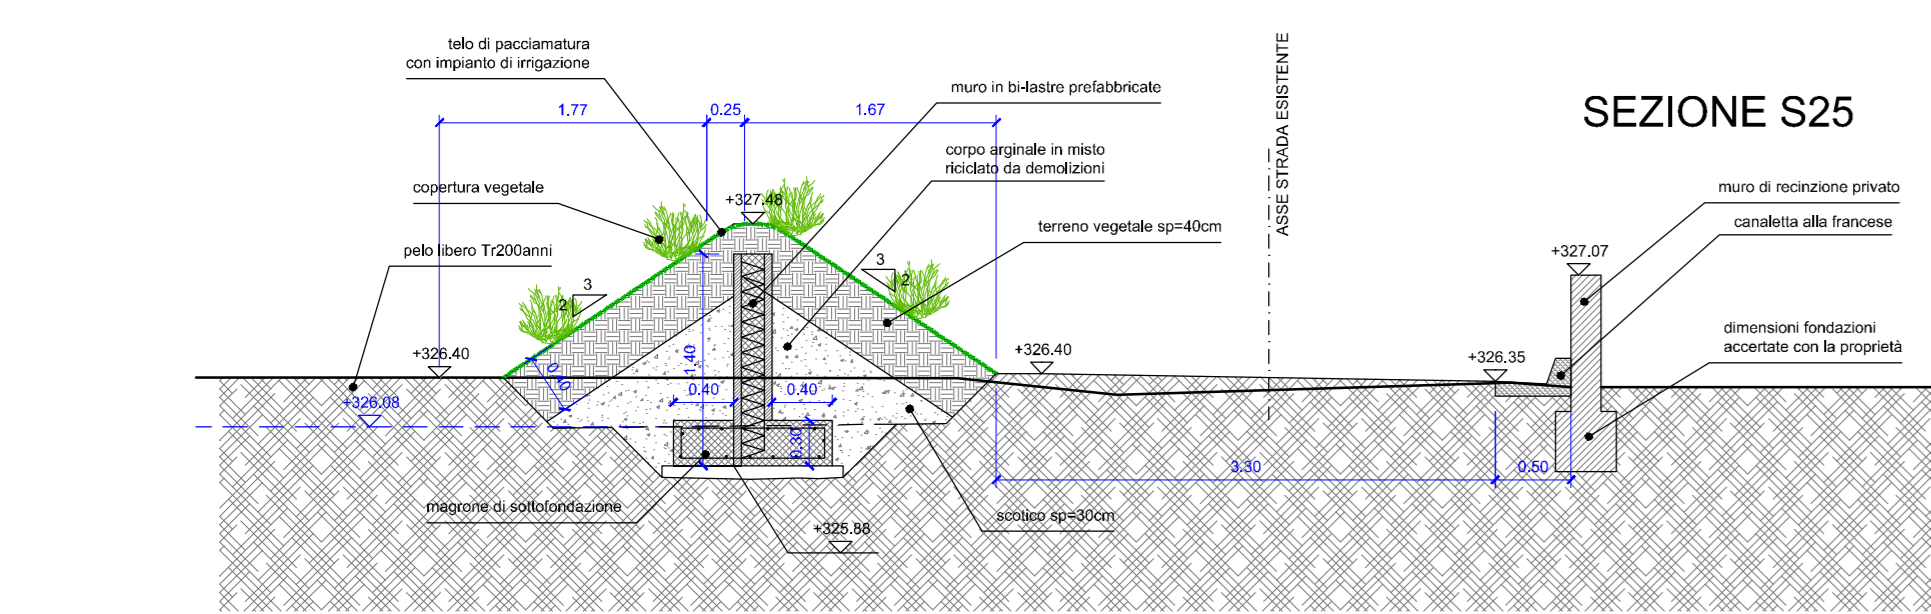 telo di pacciamatura
con impianto di irrigazione
muro in bi-lastre prefabbricate
SEZIONE S25
1.77
0.25
1.67
ASSE STRADA ESISTENTE
corpo arginale in misto
riciclato da demolizioni
copertura vegetale
+327.48
muro di recinzione privato
canaletta alla francese
terreno vegetale sp=40cm
pelo libero Tr200anni
+327.07
3
2
3
2
dimensioni fondazioni
accertate con la proprietà
+326.40
+326.40
+326.35
0.40
1.40
0.40
0.40
+326.08
0.30
3.30
0.50
magrone di sottofondazione
scotico sp=30cm
+325.88